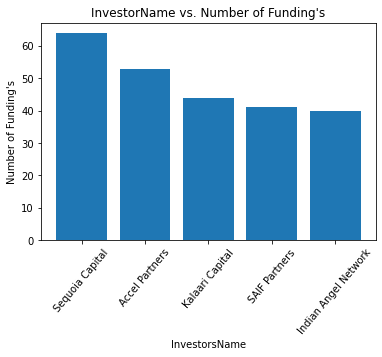 InvestorName vs. Number of Funding's
Number of Funding's
60
50
40
30
20
10
0
Sequoia Capital
Accel Partners
Kalaari Capital
SAIF Partners
Indian Angel Network
InvestorsName